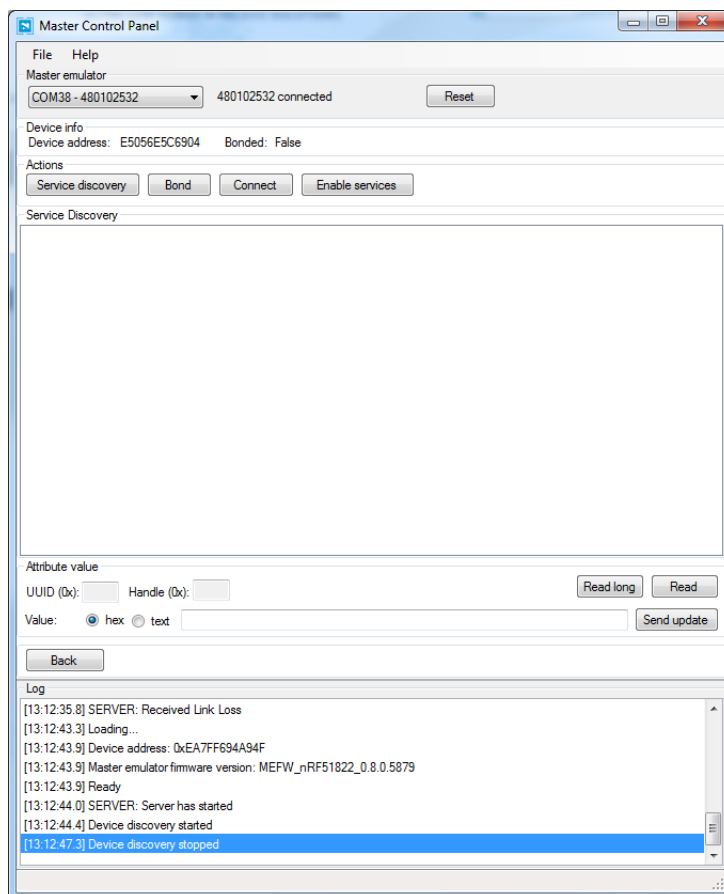 Master Control Panel
File Help
Master emulator
COM38 - 480102532 480102532 connected Reset
Device info
Device address: E5056E5C6904 Bonded: False
Actions
Service discovery Bond Connect Enable services
Service Discovery
Attribute value
UUID (0x): Handle (0x): Read long Read
Value: hex text Send update
Back
Log
[13:12:35.8] SERVER: Received Link Loss
[13:12:43.3] Loading...
[13:12:43.9] Device address: 0xEA7FF694A94F
[13:12:43.9] Master emulator firmware version: MEFW_nRF51822_0.8.0.5879
[13:12:43.9] Ready
[13:12:44.0] SERVER: Server has started
[13:12:44.4] Device discovery started
[13:12:47.3] Device discovery stopped